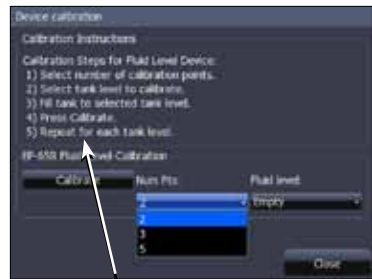 Device calibration
Calibration Instructions
Calibration Steps for Fluid Level Device:
1) Select number of calibration points.
2) Select tank level to calibrate.
3) Fill tank to selected tank level.
4) Press Calibrate.
5) Repeat for each tank level.
Fluid Level Calibration
Calibrate Num Pts: Fluid level:
2 Empty
2
3
5
Close